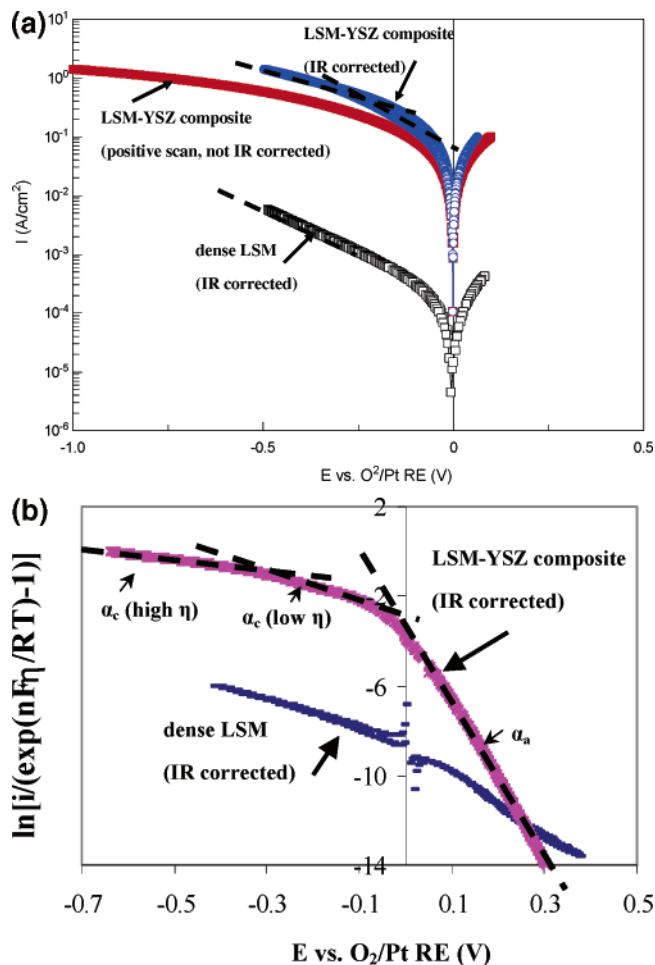 (a)
10¹
10⁰
10⁻¹
10⁻²
10⁻³
10⁻⁴
10⁻⁵
10⁻⁶
I (A/cm²)
LSM-YSZ composite
(IR corrected)
LSM-YSZ composite
(positive scan, not IR corrected)
dense LSM
(IR corrected)
-1.0
-0.5
0
0.5
E vs. O²/Pt RE (V)
(b)
2
-2
-6
-10
-14
ln[i/(exp(nFη/RT)-1)]
LSM-YSZ composite
(IR corrected)
αc (high η)
αc (low η)
dense LSM
(IR corrected)
αa
-0.7
-0.5
-0.3
-0.1
0.1
0.3
0.5
E vs. O₂/Pt RE (V)